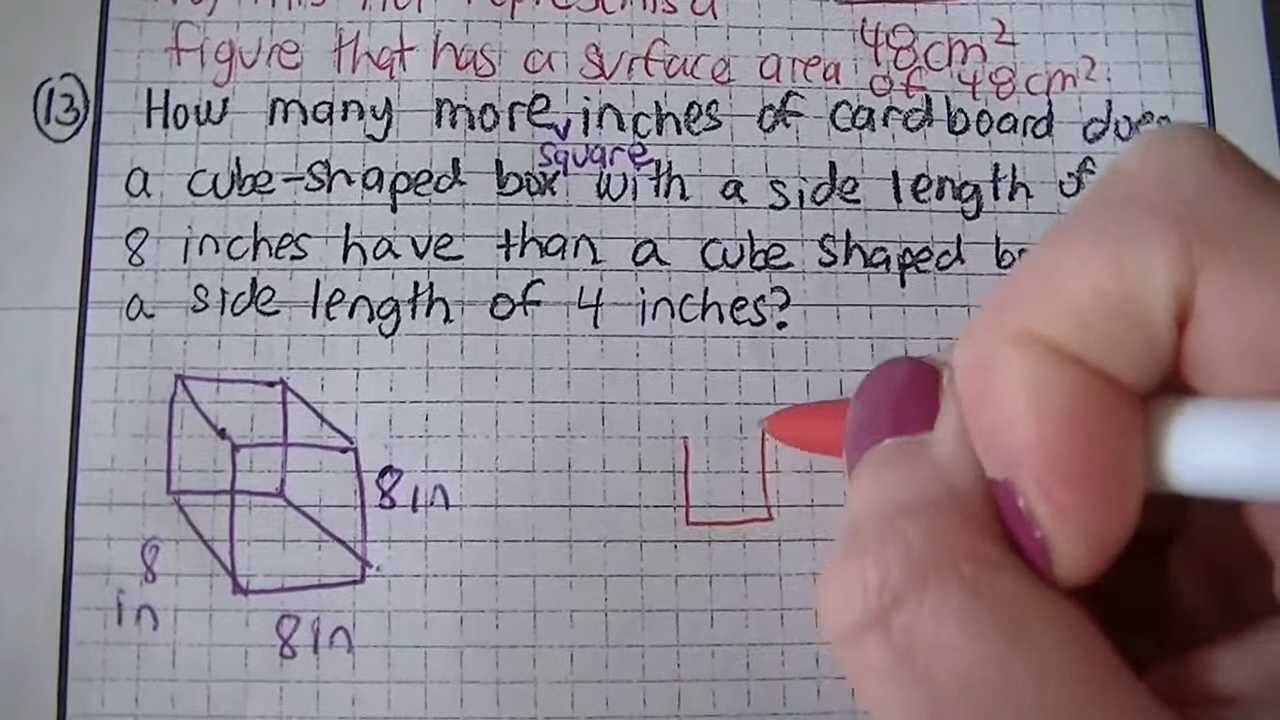 figure that has a surface area of 48cm²
48cm²
13 How many more inches of cardboard does
square
a cube-shaped box with a side length of
8 inches have than a cube shaped
a side length of 4 inches?
8in
8
in
8in